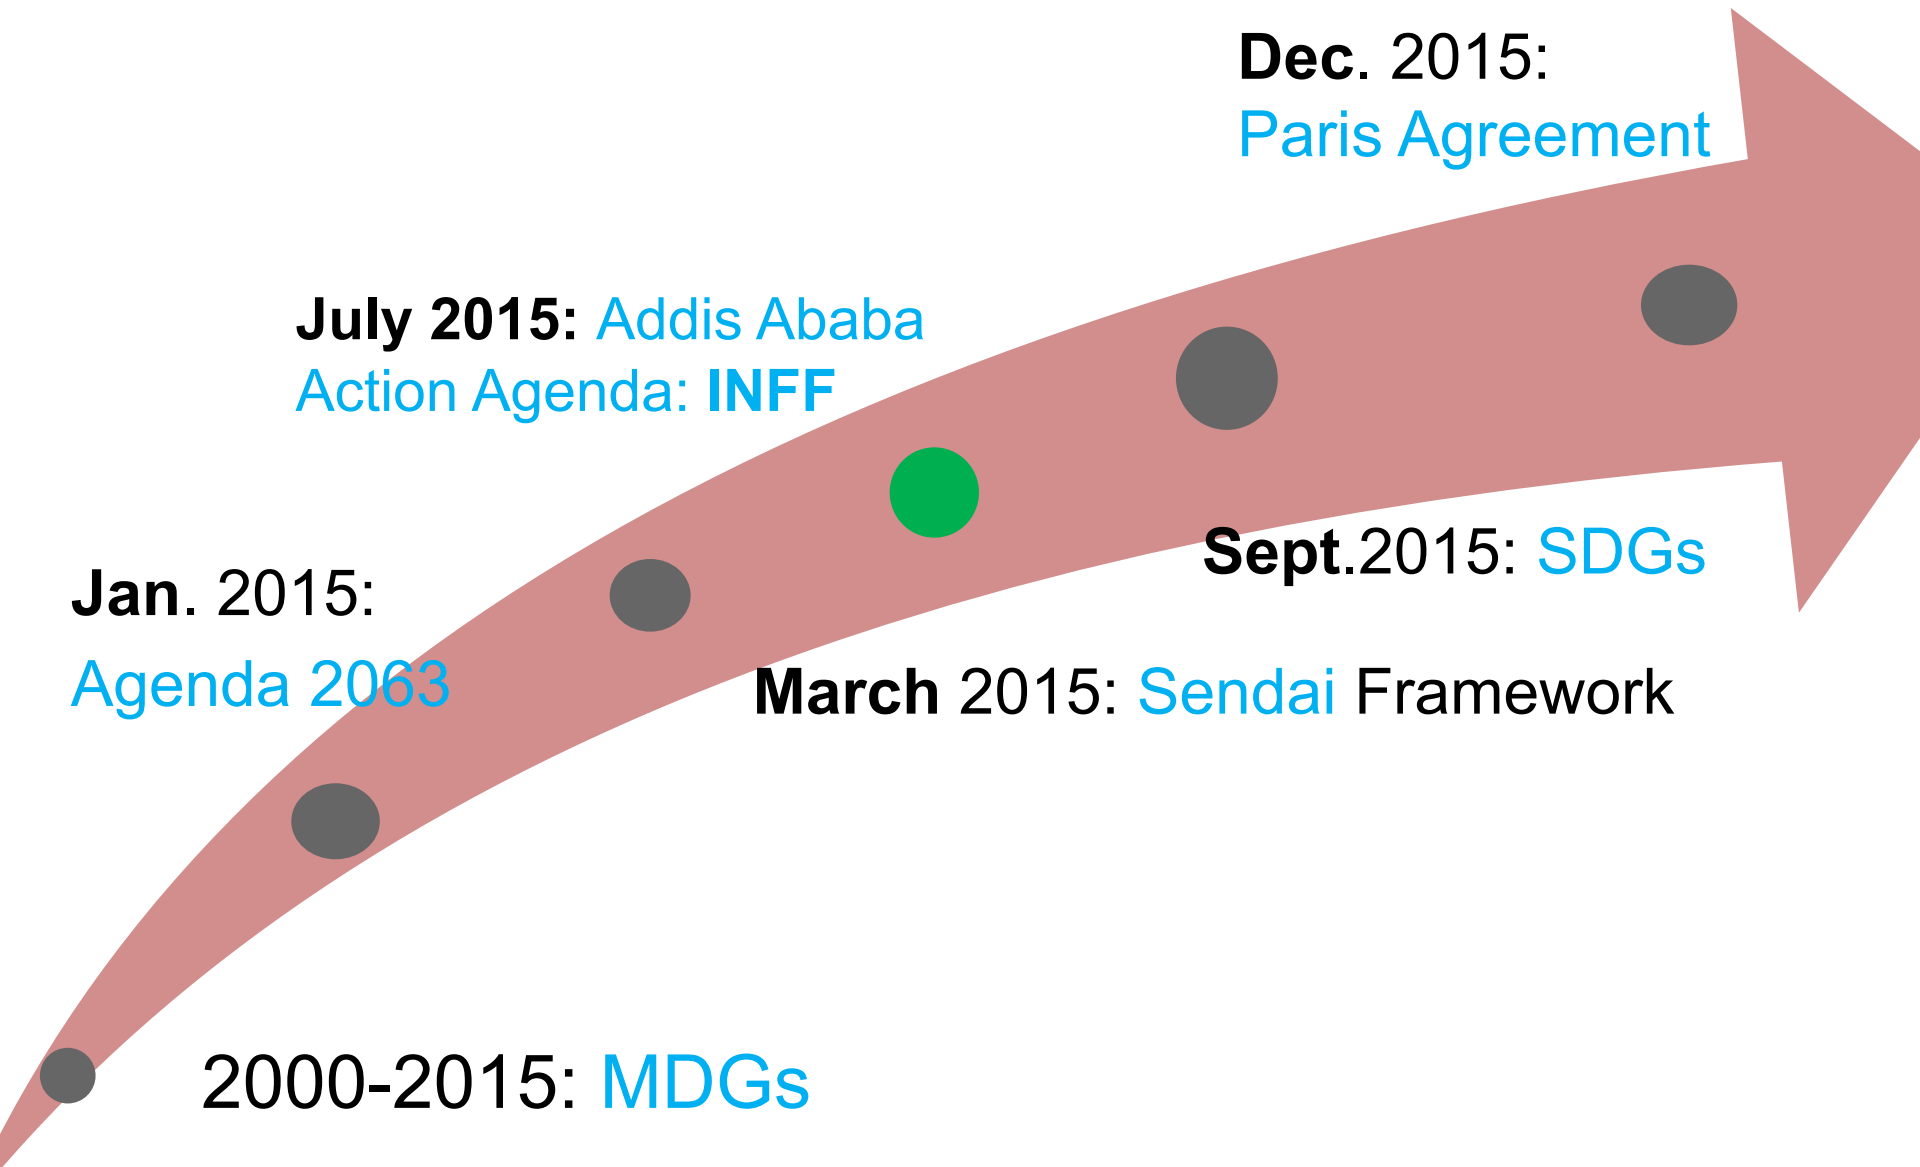 Dec. 2015:
Paris Agreement
July 2015: Addis Ababa
Action Agenda: INFF
Sept.2015: SDGs
Jan. 2015:
Agenda 2063
March 2015: Sendai Framework
2000-2015: MDGs